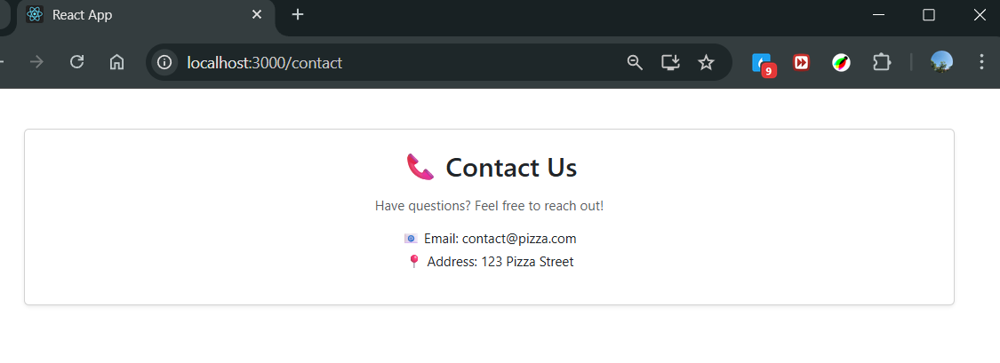 React App
localhost:3000/contact
9
📞 Contact Us
Have questions? Feel free to reach out!
📧 Email: contact@pizza.com
📍 Address: 123 Pizza Street